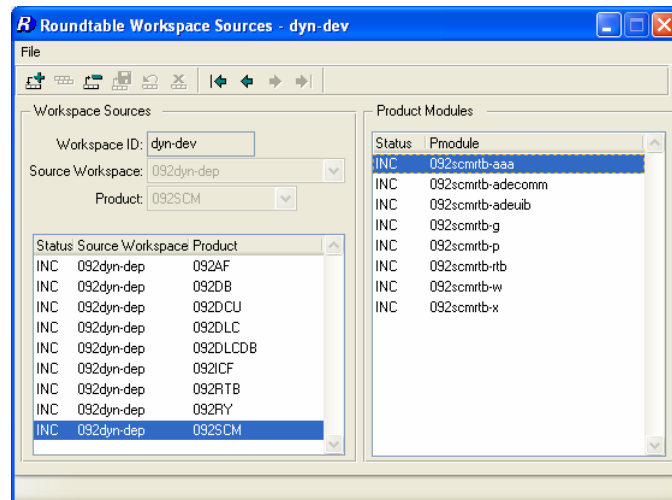 R Roundtable Workspace Sources - dyn-dev
File
Workspace Sources
Workspace ID: dyn-dev
Source Workspace: 092dyn-dep
Product: 092SCM
Status Source Workspace Product
INC 092dyn-dep 092AF
INC 092dyn-dep 092DB
INC 092dyn-dep 092DCU
INC 092dyn-dep 092DLC
INC 092dyn-dep 092DLCDB
INC 092dyn-dep 092ICF
INC 092dyn-dep 092RTB
INC 092dyn-dep 092RY
INC 092dyn-dep 092SCM
Product Modules
Status Pmodule
INC 092scmrtb-aaa
INC 092scmrtb-adecomm
INC 092scmrtb-adeuib
INC 092scmrtb-g
INC 092scmrtb-p
INC 092scmrtb-rtb
INC 092scmrtb-w
INC 092scmrtb-x